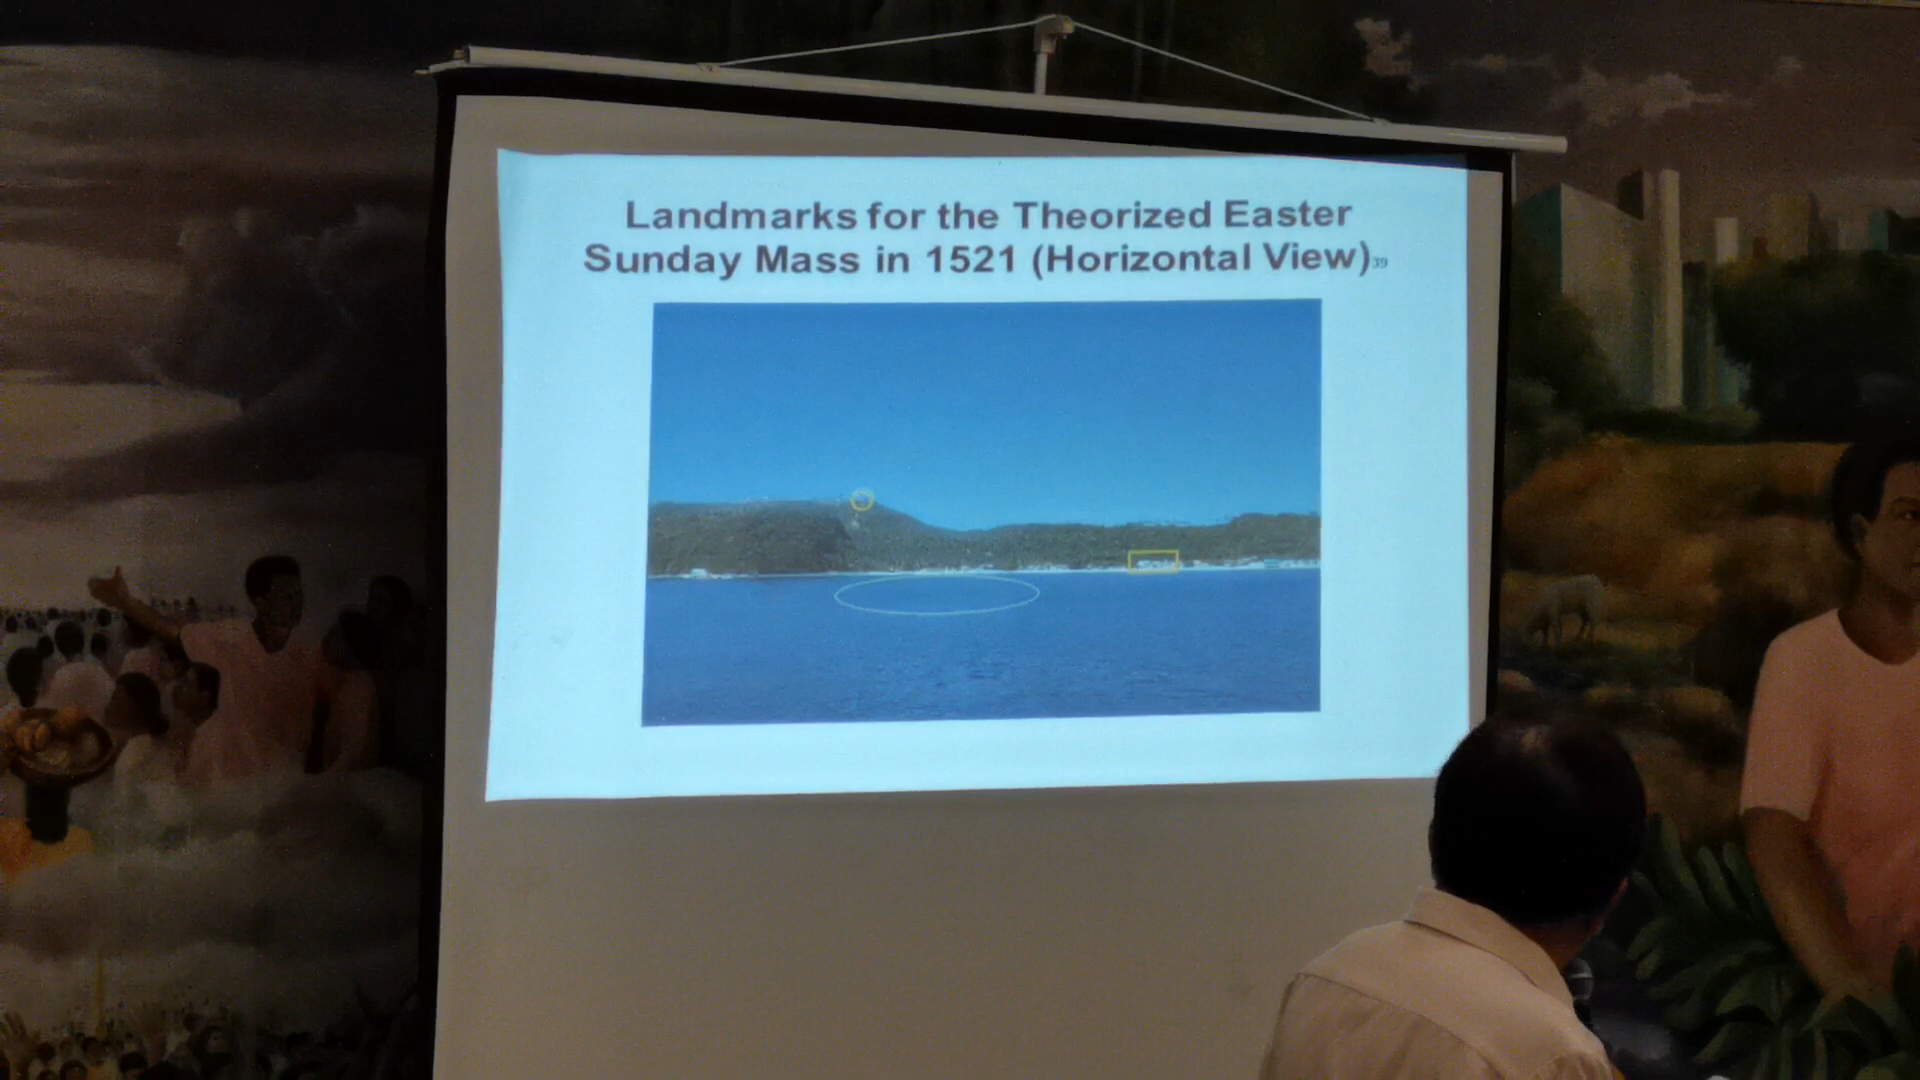 Landmarks for the Theorized Easter
Sunday Mass in 1521 (Horizontal View)39